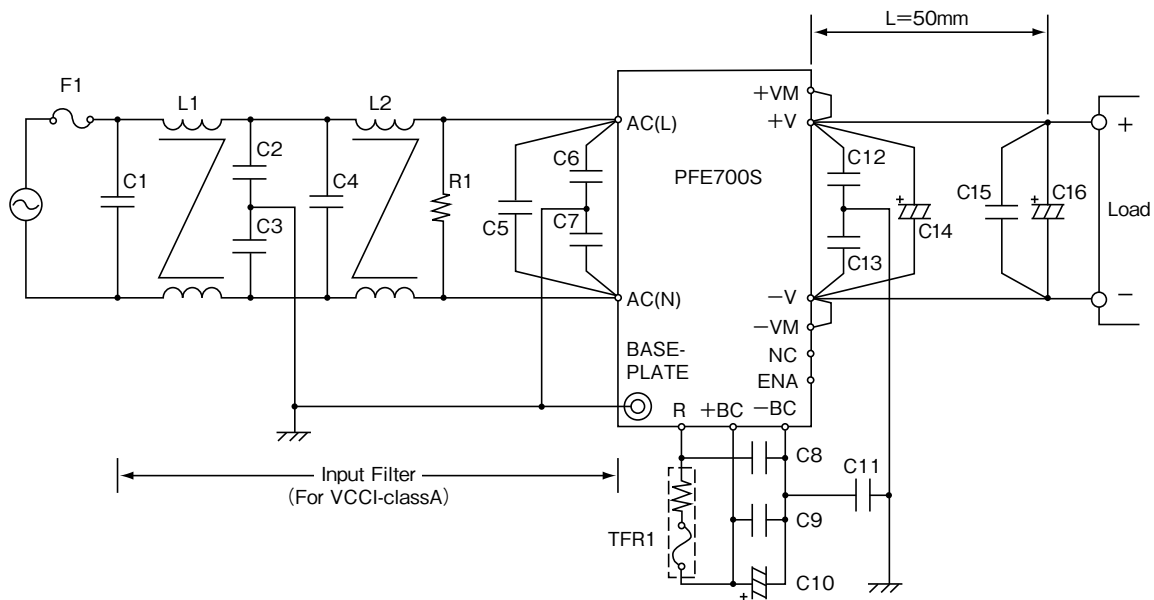 L=50mm
F1
L1
L2
+VM
+V
AC(L)
C1
C2
C3
C4
R1
C5
C6
C7
PFE700S
C12
C13
C14
C15
C16
+
Load
−
AC(N)
−V
−VM
NC
ENA
BASE-
PLATE
R
+BC
−BC
Input Filter
(For VCCI-classA)
TFR1
C8
C9
C10
C11
+
+
+